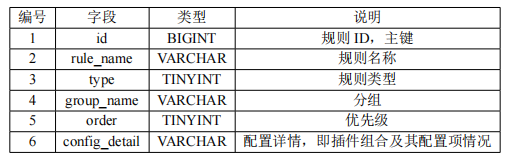 编号 字段 类型 说明
1 id BIGINT 规则 ID，主键
2 rule_name VARCHAR 规则名称
3 type TINYINT 规则类型
4 group_name VARCHAR 分组
5 order TINYINT 优先级
6 config_detail VARCHAR 配置详情，即插件组合及其配置项情况